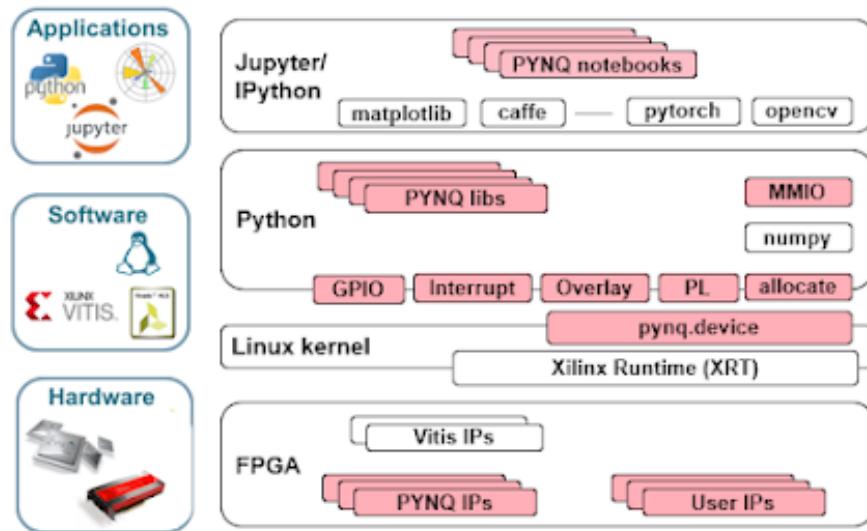 Applications
python
jupyter
Software
XILINX
VITIS.
Hardware
Jupyter/
IPython
PYNQ notebooks
matplotlib
caffe
pytorch
opencv
Python
PYNQ libs
MMIO
numpy
GPIO
Interrupt
Overlay
PL
allocate
Linux kernel
pynq.device
Xilinx Runtime (XRT)
FPGA
Vitis IPs
PYNQ IPs
User IPs